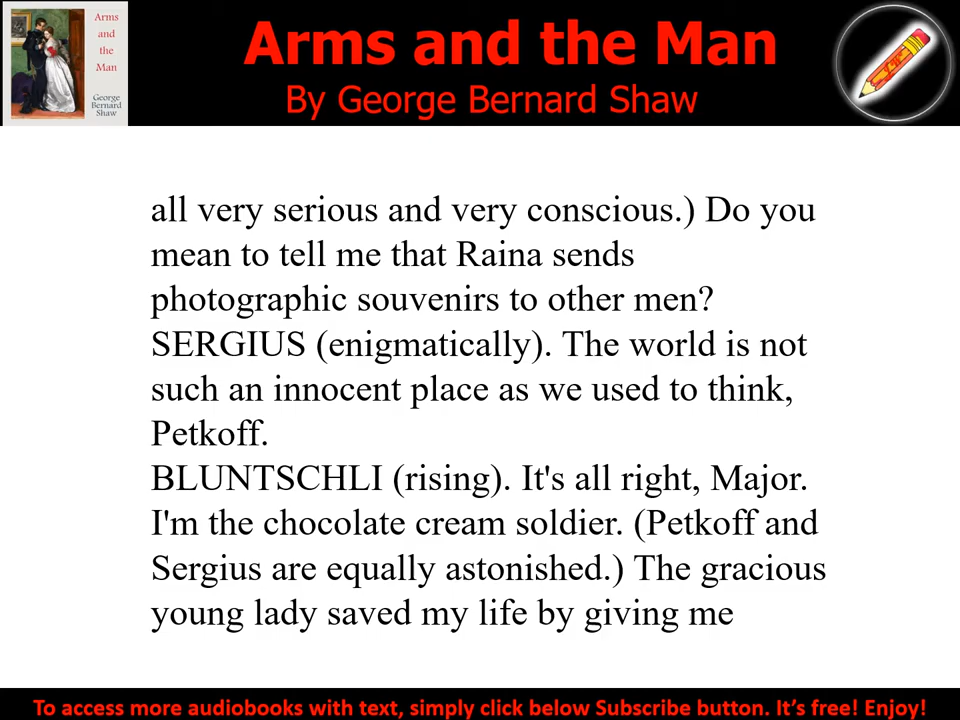 Arms
and
the
Man
George
Bernard
Shaw
Arms and the Man
By George Bernard Shaw
all very serious and very conscious.) Do you
mean to tell me that Raina sends
photographic souvenirs to other men?
SERGIUS (enigmatically). The world is not
such an innocent place as we used to think,
Petkoff.
BLUNTSCHLI (rising). It's all right, Major.
I'm the chocolate cream soldier. (Petkoff and
Sergius are equally astonished.) The gracious
young lady saved my life by giving me
To access more audiobooks with text, simply click below Subscribe button. It's free! Enjoy!